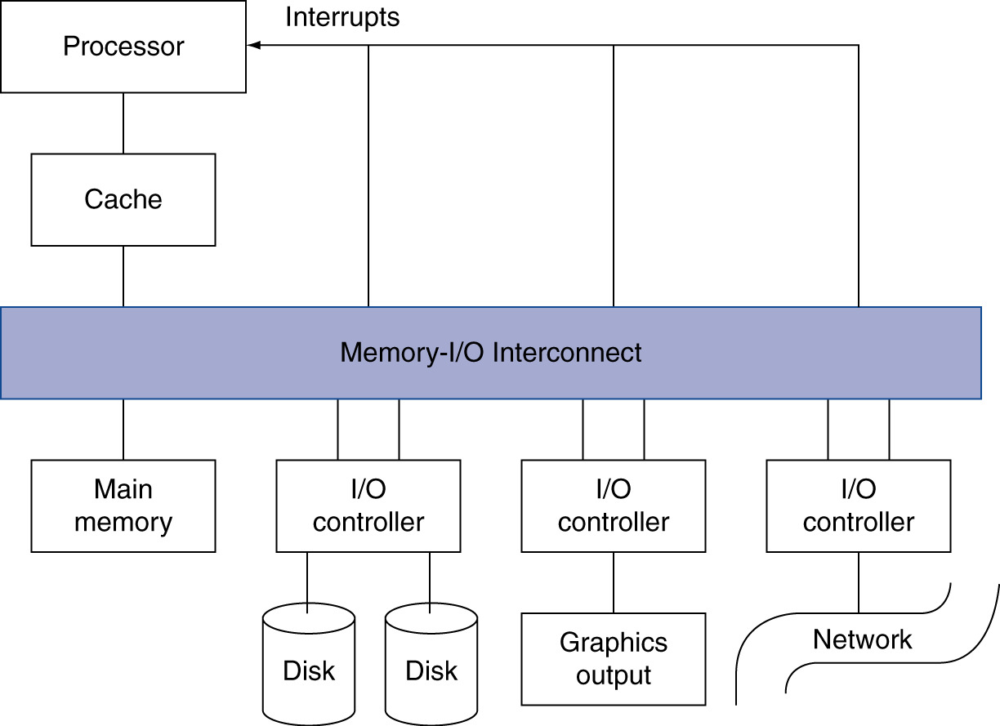 Interrupts
Processor
Cache
Memory-I/O Interconnect
Main
memory
I/O
controller
I/O
controller
I/O
controller
Disk
Disk
Graphics
output
Network